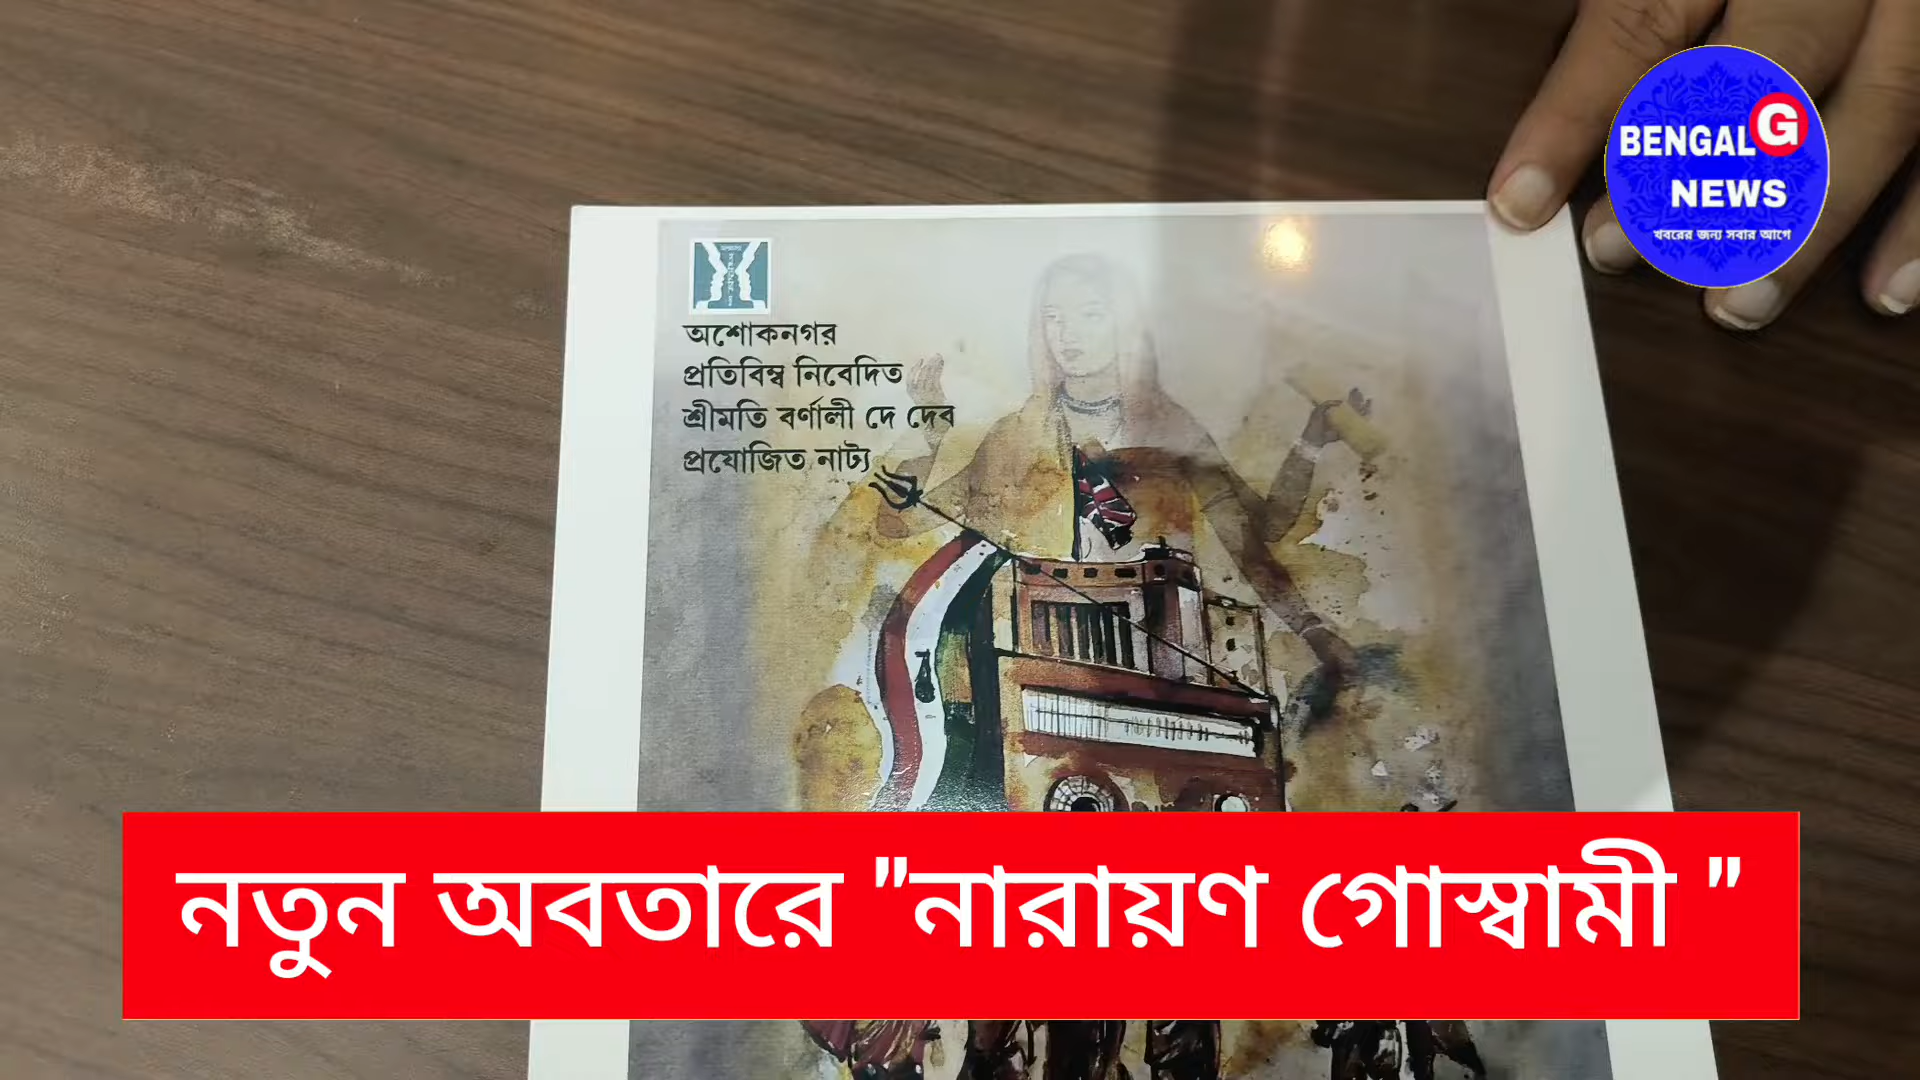 BENGAL G
NEWS
খবরের জন্য সবার আগে
অশোকনগর
প্রতিবিম্ব নিবেদিত
শ্রীমতি বর্ণালী দে দেব
প্রযোজিত নাট্য
নতুন অবতারে "নারায়ণ গোস্বামী "